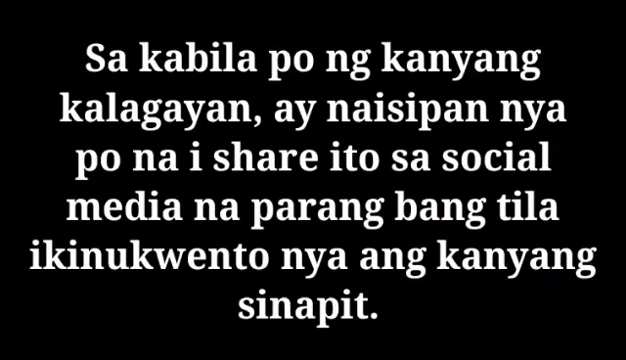 Sa kabila po ng kanyang
kalagayan, ay naisipan nya
po na i share ito sa social
media na parang bang tila
ikinukwento nya ang kanyang
sinapit.